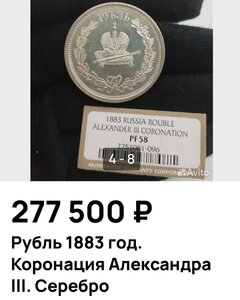 РУБЛЬ
1883 RUSSIA ROUBLE
ALEXANDER III CORONATION
PF 58
Avito
4-8
277 500 ₽
Рубль 1883 год.
Коронация Александра
III. Серебро